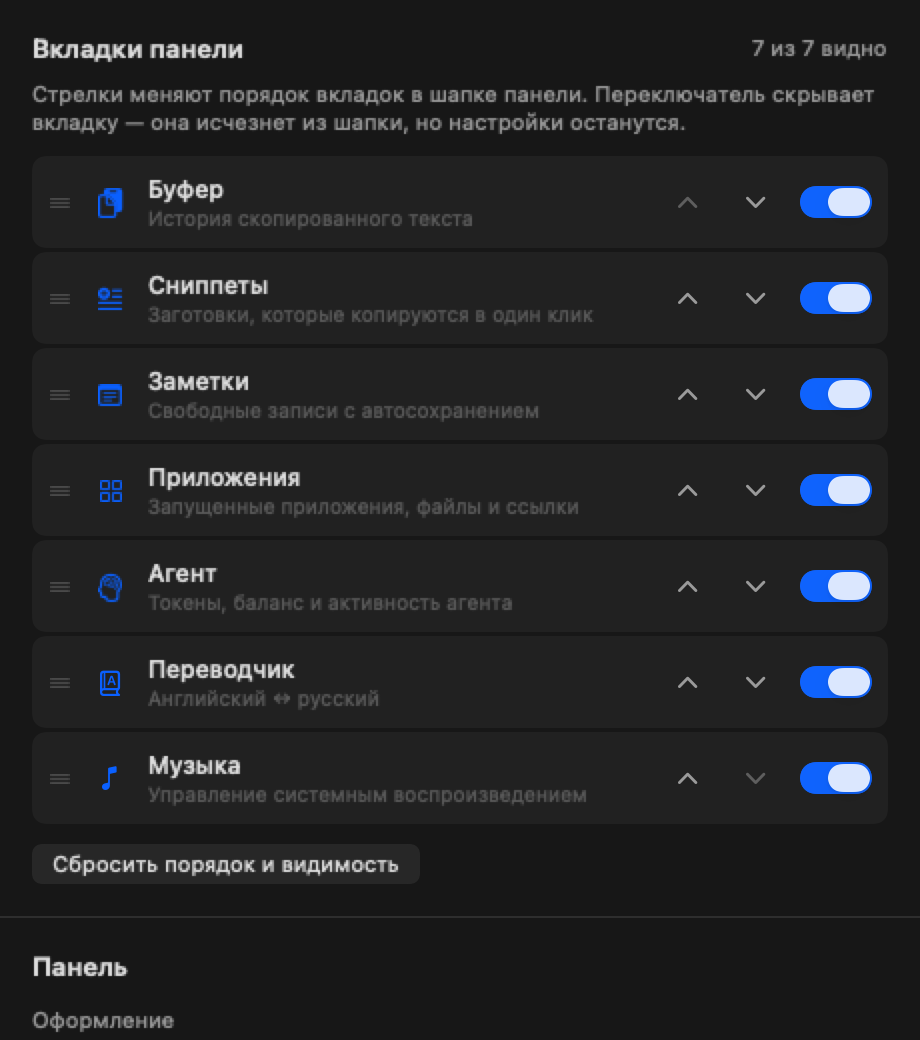 Вкладки панели
7 из 7 видно
Стрелки меняют порядок вкладок в шапке панели. Переключатель скрывает
вкладку — она исчезнет из шапки, но настройки останутся.
Буфер
История скопированного текста
Сниппеты
Заготовки, которые копируются в один клик
Заметки
Свободные записи с автосохранением
Приложения
Запущенные приложения, файлы и ссылки
Агент
Токены, баланс и активность агента
Переводчик
Английский ↔ русский
Музыка
Управление системным воспроизведением
Сбросить порядок и видимость
Панель
Оформление